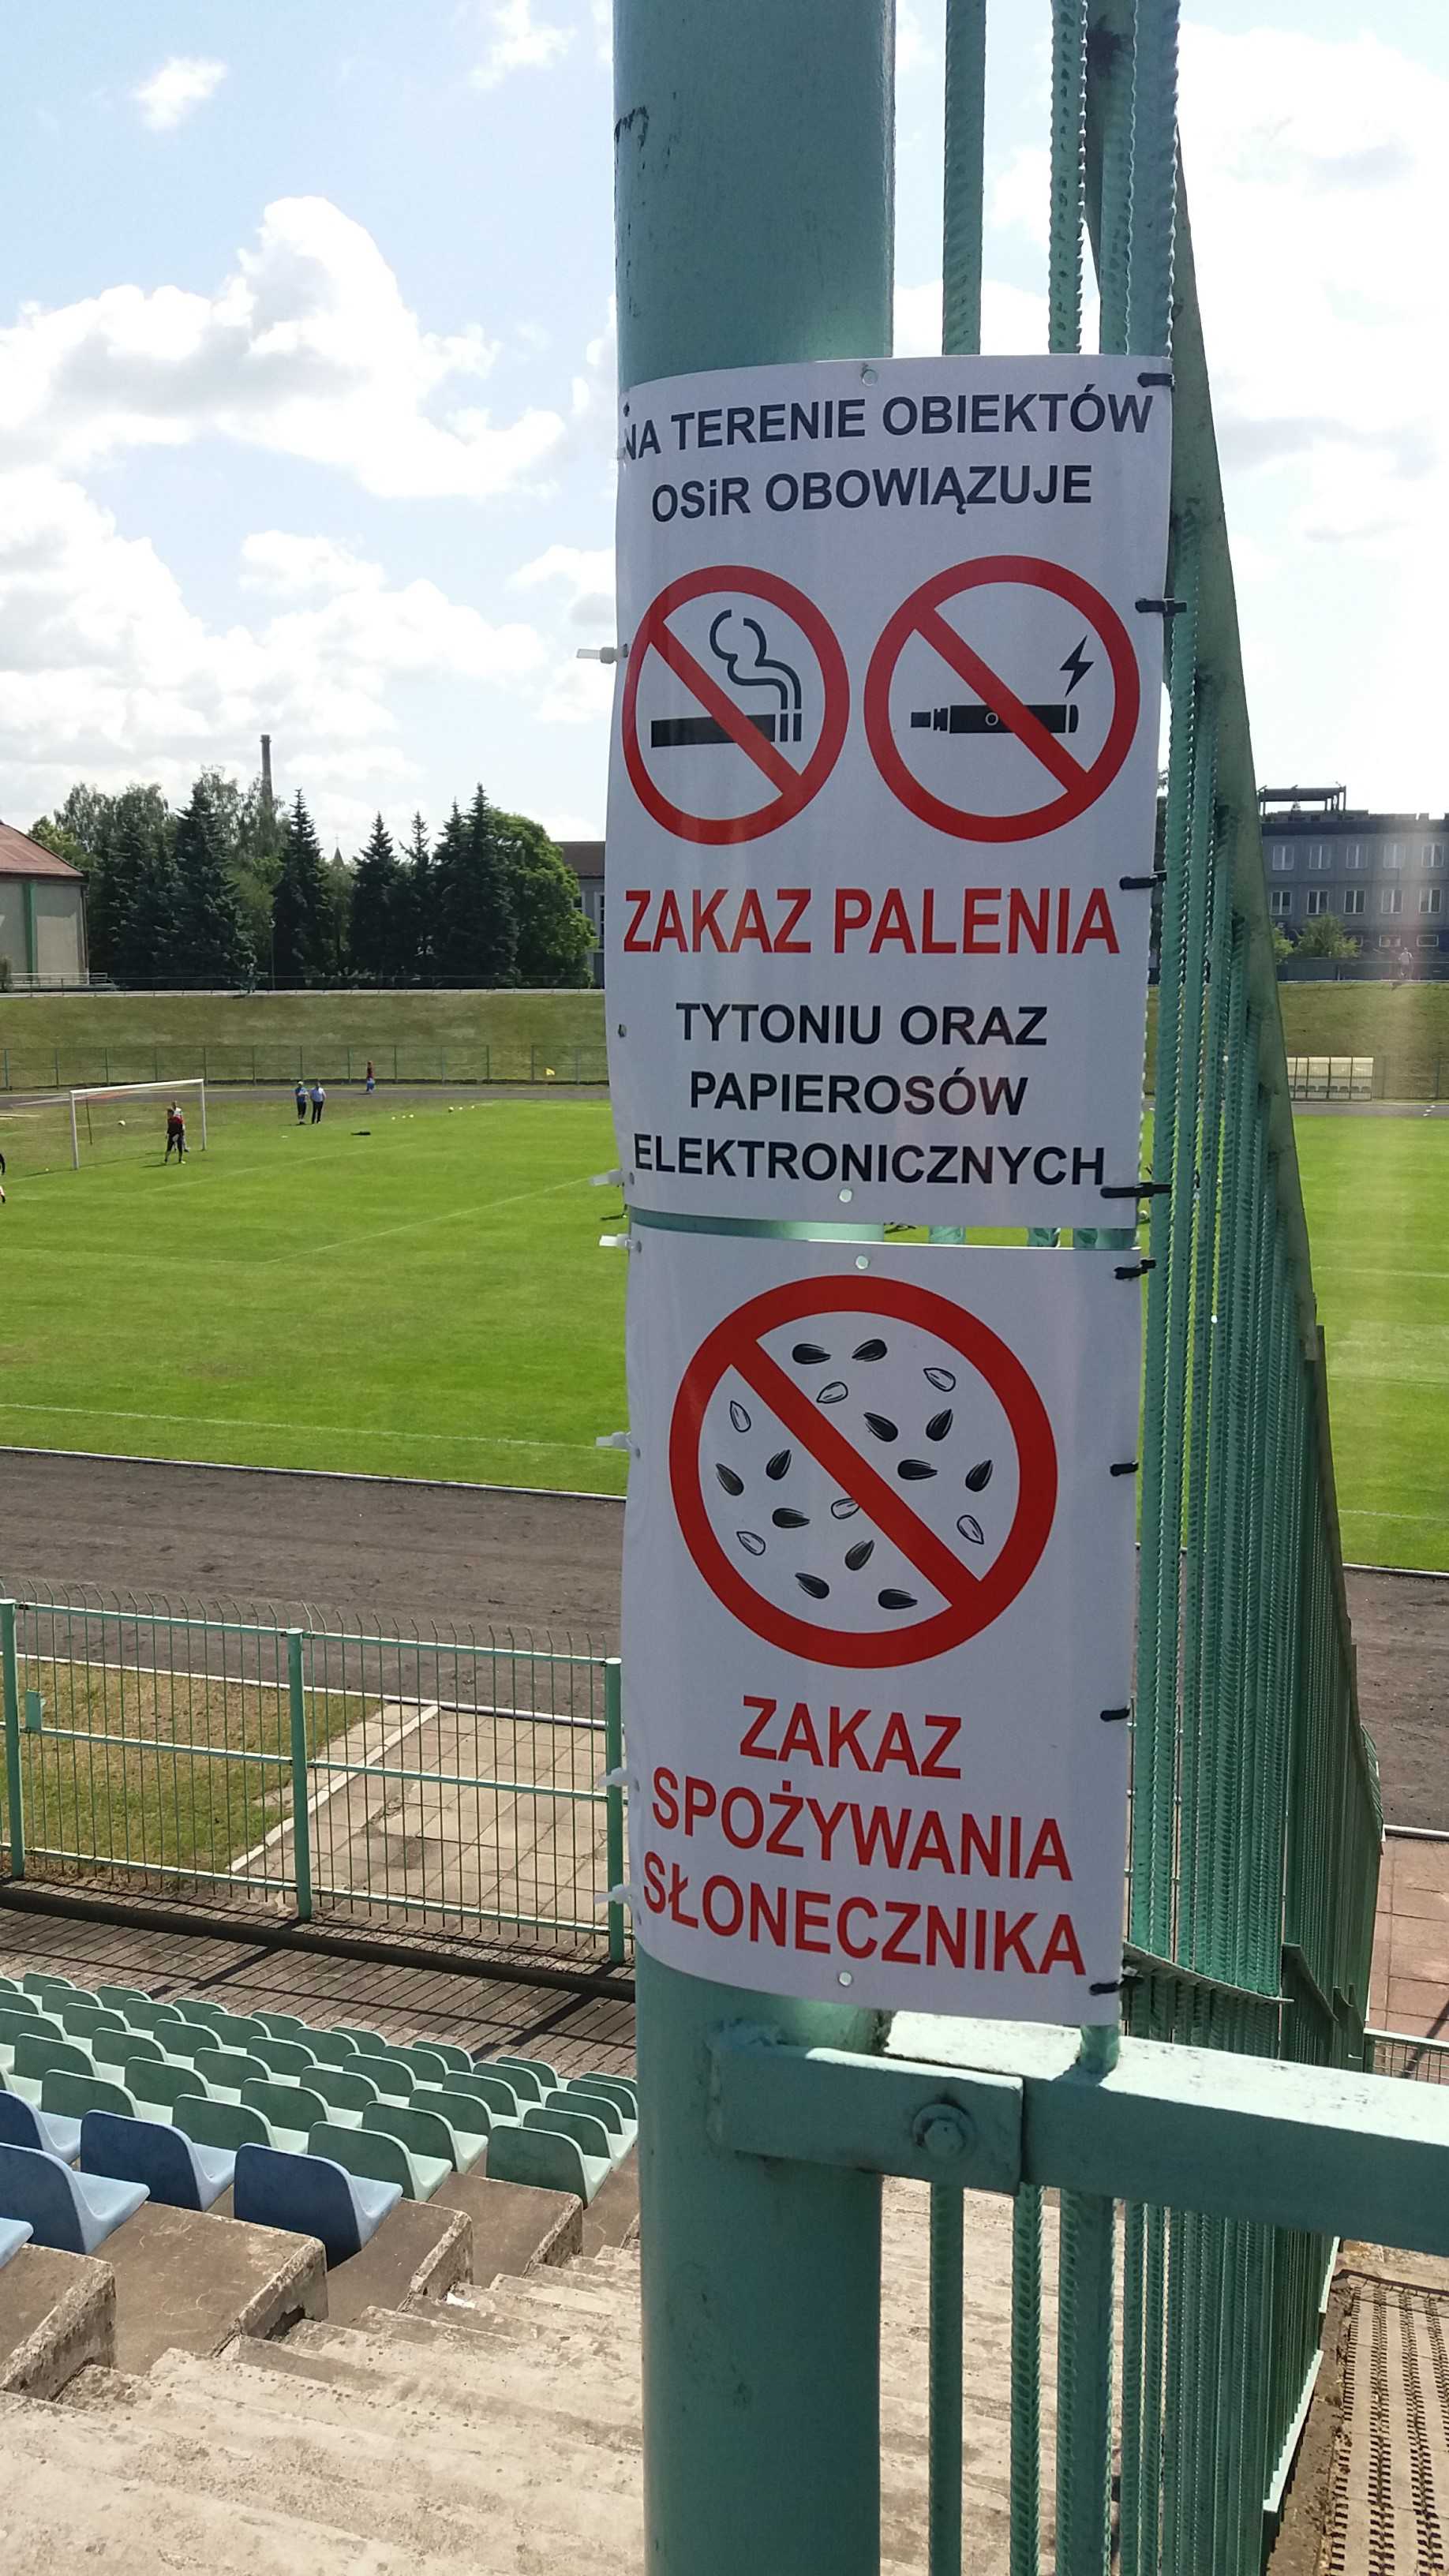 NA TERENIE OBIEKTÓW
OSiR OBOWIĄZUJE
ZAKAZ PALENIA
TYTONIU ORAZ
PAPIEROSÓW
ELEKTRONICZNYCH
ZAKAZ
SPOŻYWANIA
SŁONECZNIKA